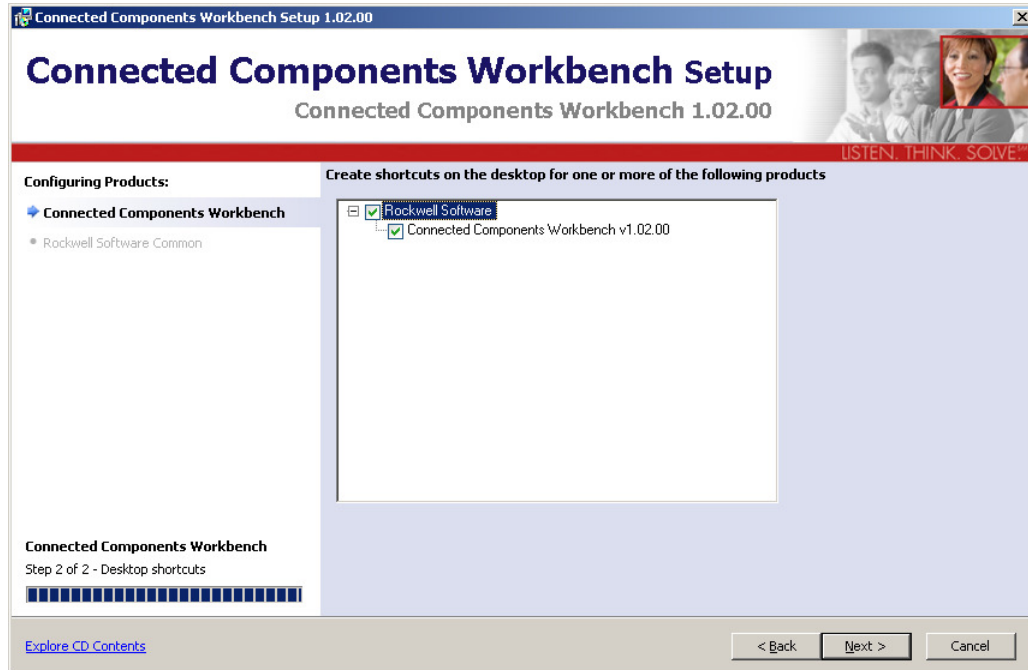 Connected Components Workbench Setup 1.02.00
Connected Components Workbench Setup
Connected Components Workbench 1.02.00
LISTEN. THINK. SOLVE.℠
Configuring Products:
Connected Components Workbench
Rockwell Software Common
Create shortcuts on the desktop for one or more of the following products
Rockwell Software
Connected Components Workbench v1.02.00
Connected Components Workbench
Step 2 of 2 - Desktop shortcuts
Explore CD Contents
< Back
Next >
Cancel